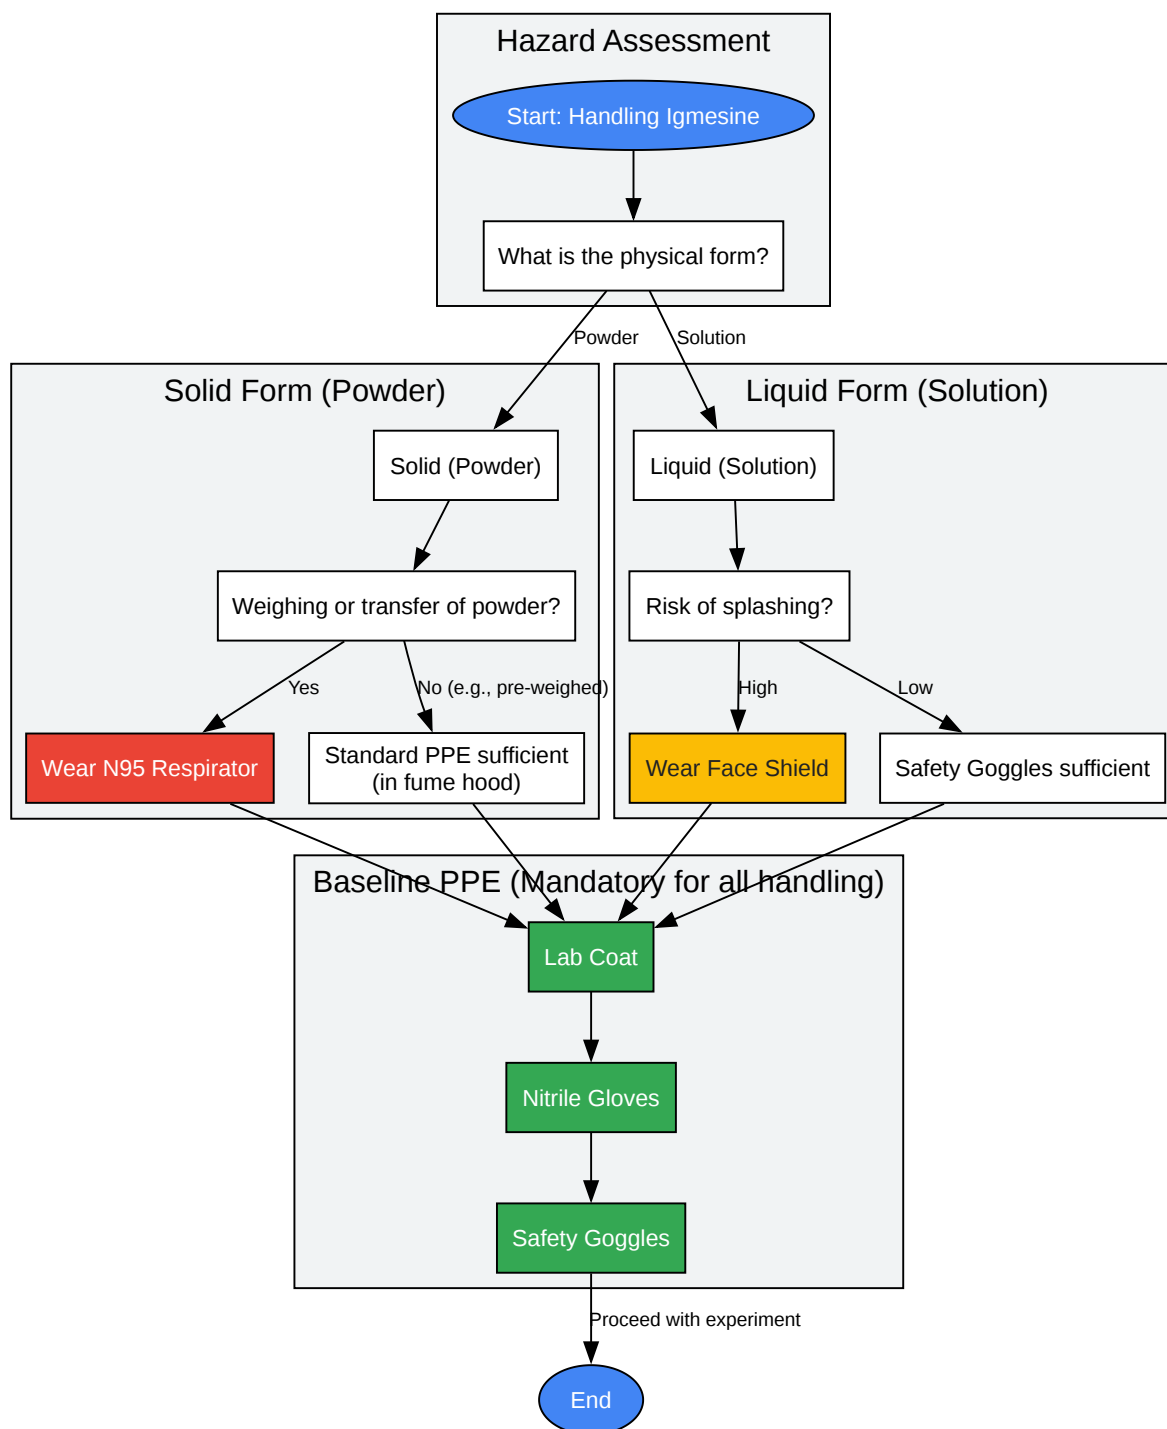 Hazard Assessment
Start: Handling Igmesine
What is the physical form?
Powder
Solution
Solid Form (Powder)
Liquid Form (Solution)
Solid (Powder)
Liquid (Solution)
Weighing or transfer of powder?
Risk of splashing?
Yes
No (e.g., pre-weighed)
High
Low
Wear N95 Respirator
Standard PPE sufficient
(in fume hood)
Wear Face Shield
Safety Goggles sufficient
Baseline PPE (Mandatory for all handling)
Lab Coat
Nitrile Gloves
Safety Goggles
Proceed with experiment
End